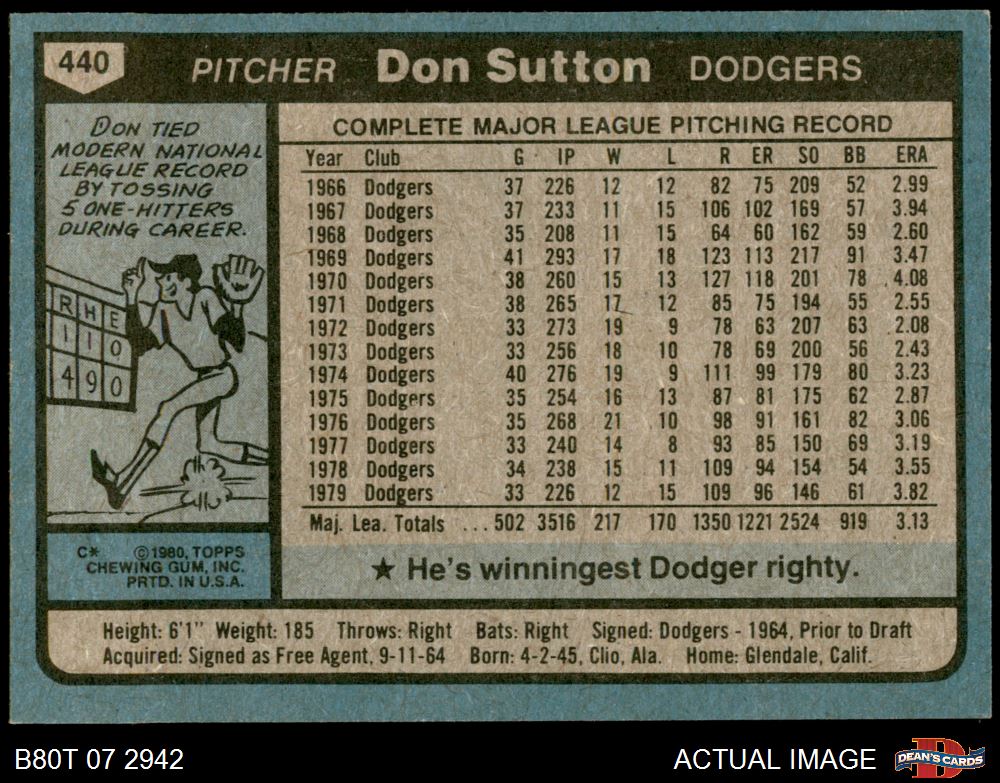 440 PITCHER Don Sutton DODGERS
DON TIED
MODERN NATIONAL
LEAGUE RECORD
BY TOSSING
5 ONE-HITTERS
DURING CAREER.
R H E
1 1 0
4 9 0
C* ©1980, TOPPS
CHEWING GUM, INC.
PRTD. IN U.S.A.
COMPLETE MAJOR LEAGUE PITCHING RECORD
Year Club G IP W L R ER SO BB ERA
1966 Dodgers 37 226 12 12 82 75 209 52 2.99
1967 Dodgers 37 233 11 15 106 102 169 57 3.94
1968 Dodgers 35 208 11 15 64 60 162 59 2.60
1969 Dodgers 41 293 17 18 123 113 217 91 3.47
1970 Dodgers 38 260 15 13 127 118 201 78 4.08
1971 Dodgers 38 265 17 12 85 75 194 55 2.55
1972 Dodgers 33 273 19 9 78 63 207 63 2.08
1973 Dodgers 33 256 18 10 78 69 200 56 2.43
1974 Dodgers 40 276 19 9 111 99 179 80 3.23
1975 Dodgers 35 254 16 13 87 81 175 62 2.87
1976 Dodgers 35 268 21 10 98 91 161 82 3.06
1977 Dodgers 33 240 14 8 93 85 150 69 3.19
1978 Dodgers 34 238 15 11 109 94 154 54 3.55
1979 Dodgers 33 226 12 15 109 96 146 61 3.82
Maj. Lea. Totals ... 502 3516 217 170 1350 1221 2524 919 3.13
★ He's winningest Dodger righty.
Height: 6'1" Weight: 185 Throws: Right Bats: Right Signed: Dodgers - 1964, Prior to Draft
Acquired: Signed as Free Agent, 9-11-64 Born: 4-2-45, Clio, Ala. Home: Glendale, Calif.
B80T 07 2942 ACTUAL IMAGE D DEAN'S CARDS